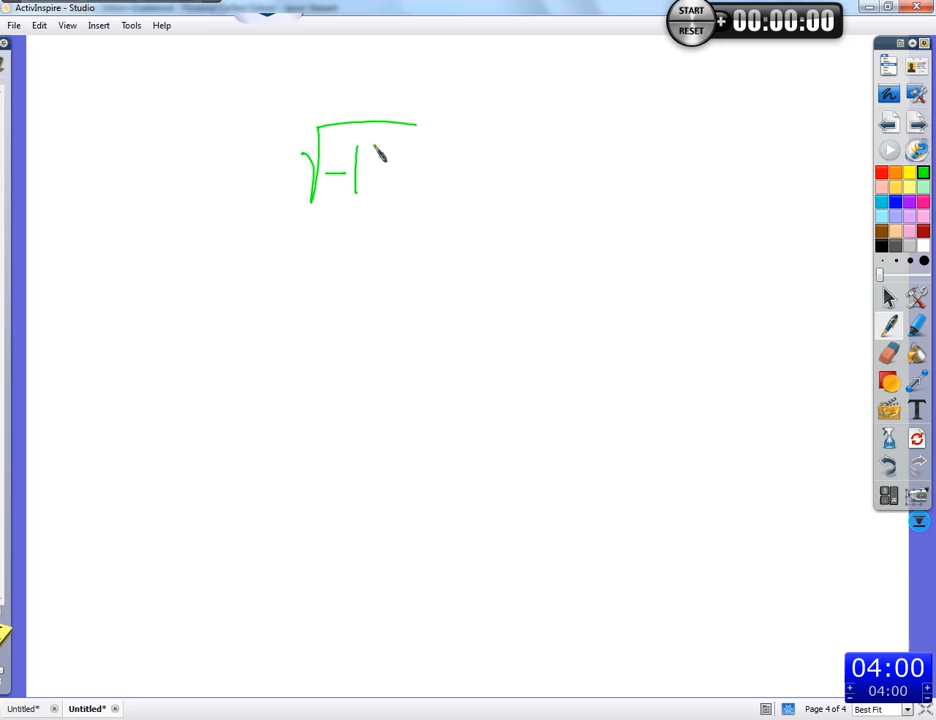 ActivInspire - Studio
START
RESET
+ 00:00:00
File Edit View Insert Tools Help
√-1
04:00
04:00
Untitled* Untitled* Page 4 of 4 Best Fit